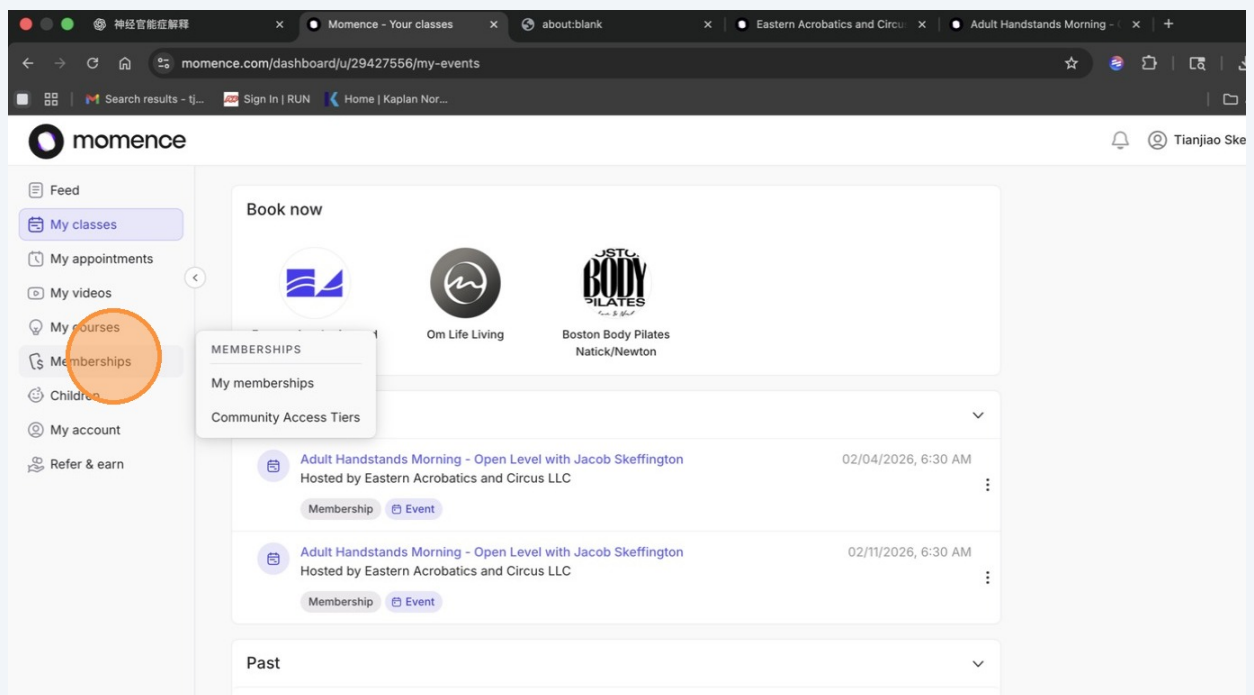 神经官能症解释
Momence - Your classes
about:blank
Eastern Acrobatics and Circu
Adult Handstands Morning -
momence.com/dashboard/u/29427556/my-events
Search results - tj...
Sign In | RUN
Home | Kaplan Nor...
momence
Tianjiao Ske
Feed
My classes
My appointments
My videos
My courses
Memberships
Children
My account
Refer & earn
Book now
Om Life Living
BODY
PILATES
Boston Body Pilates
Natick/Newton
MEMBERSHIPS
My memberships
Community Access Tiers
Adult Handstands Morning - Open Level with Jacob Skeffington
02/04/2026, 6:30 AM
Hosted by Eastern Acrobatics and Circus LLC
Membership
Event
Adult Handstands Morning - Open Level with Jacob Skeffington
02/11/2026, 6:30 AM
Hosted by Eastern Acrobatics and Circus LLC
Membership
Event
Past